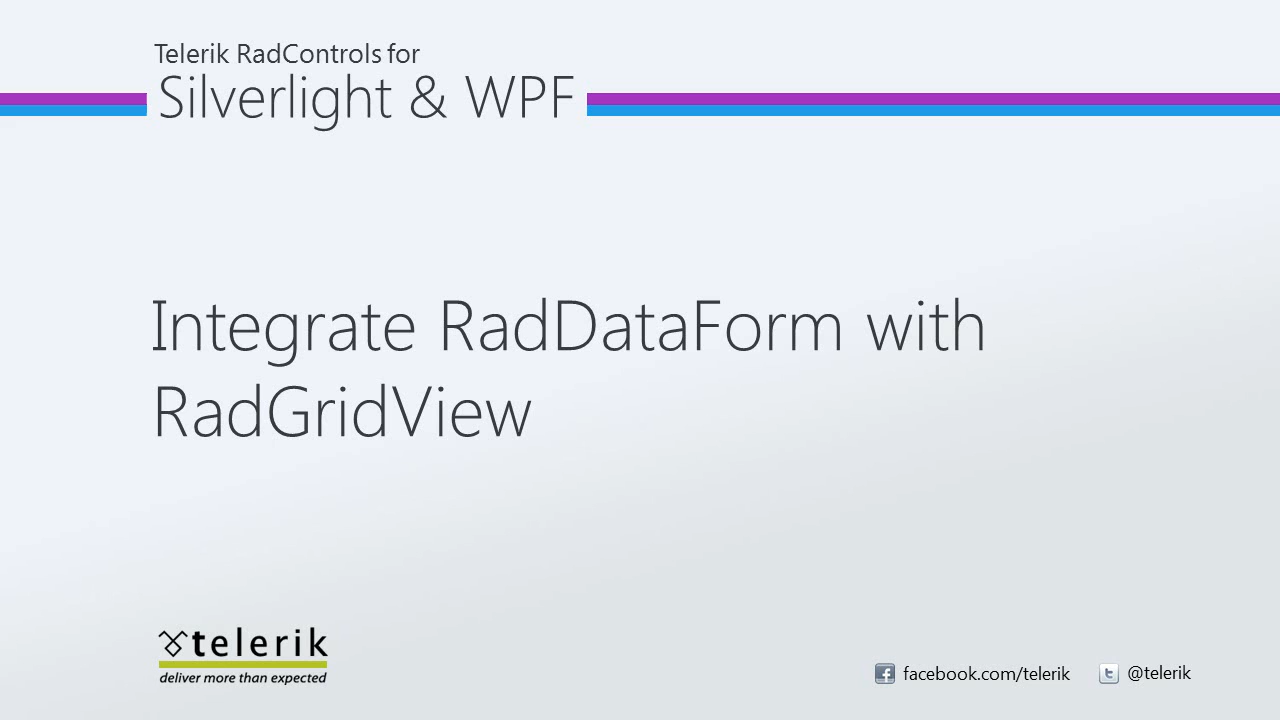 Telerik RadControls for
Silverlight & WPF
Integrate RadDataForm with
RadGridView
telerik
deliver more than expected
facebook.com/telerik
@telerik